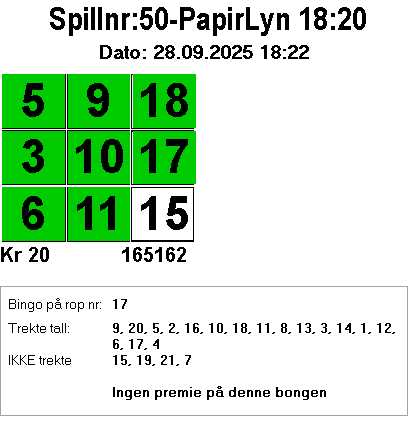 Spillnr:50-PapirLyn 18:20
Dato: 28.09.2025 18:22
5 9 18
3 10 17
6 11 15
Kr 20 165162
Bingo på rop nr: 17
Trekte tall: 9, 20, 5, 2, 16, 10, 18, 11, 8, 13, 3, 14, 1, 12,
6, 17, 4
IKKE trekte 15, 19, 21, 7
Ingen premie på denne bongen